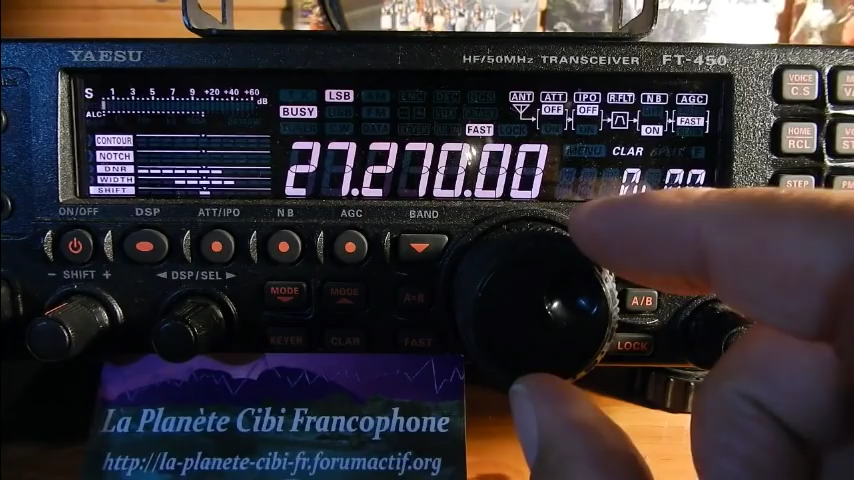 YAESU
HF/50MHz TRANSCEIVER FT-450
S 1 3 5 7 9 +20 +40 +60 dB
ALC
LSB
BUSY
FAST LOCK
ANT ATT IPO R.FLT NB AGC
OFF OFF ON FAST
CONTOUR
NOTCH
DNR
WIDTH
SHIFT
27.270.00
MENU CLAR SPLIT
VOICE
C.S
HOME
RCL
STEP
ON/OFF DSP ATT/IPO NB AGC BAND
− SHIFT + ◄DSP/SEL►
MODE MODE A=B
KEYER CLAR FAST
A/B
LOCK
La Planète Cibi Francophone
http://la-planete-cibi-fr.forumactif.org